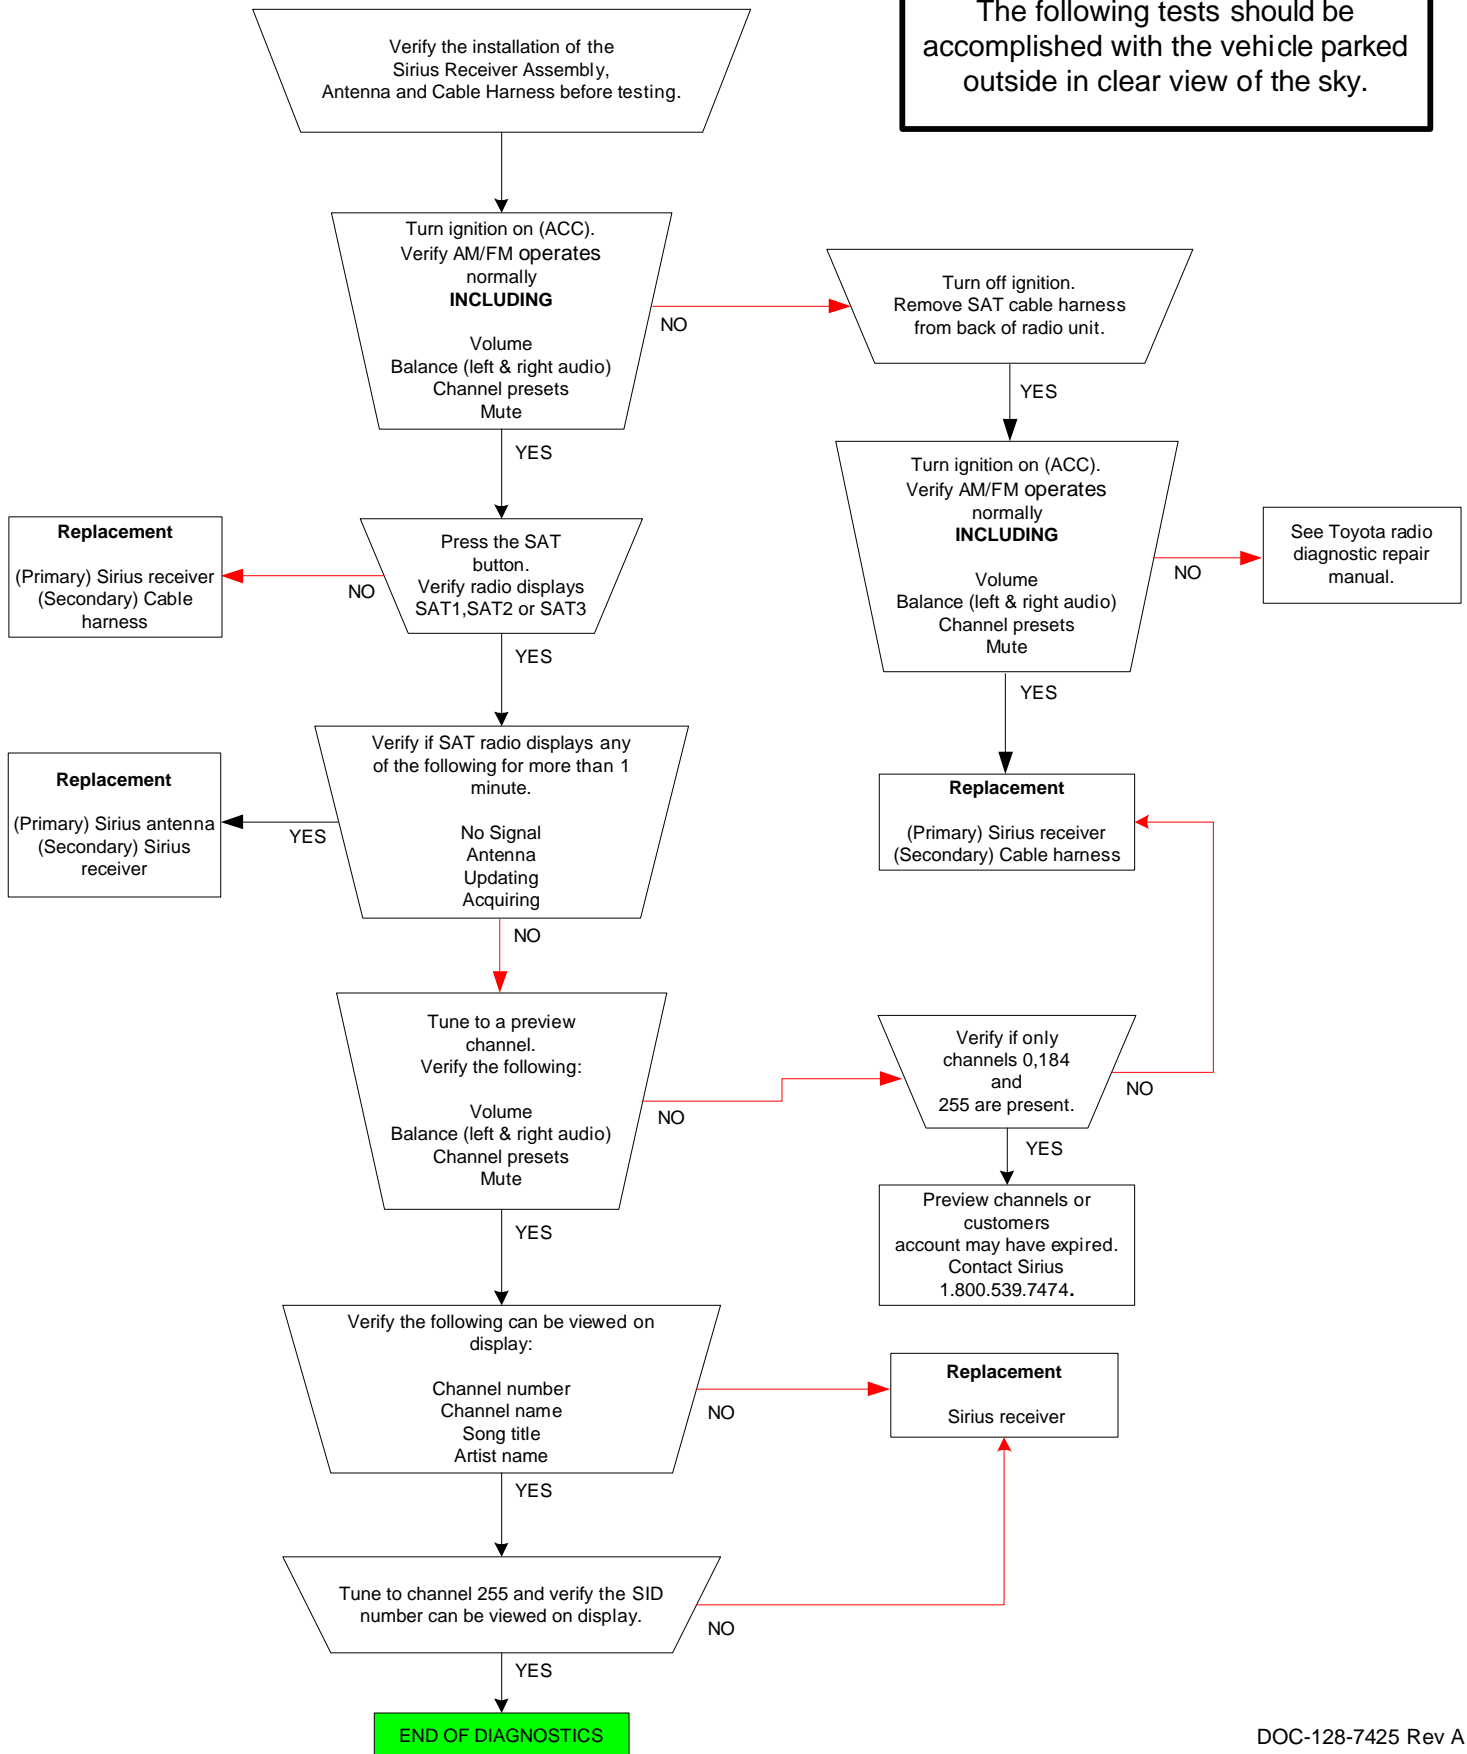 The following tests should be
accomplished with the vehicle parked
outside in clear view of the sky.
Verify the installation of the
Sirius Receiver Assembly,
Antenna and Cable Harness before testing.
Turn ignition on (ACC).
Verify AM/FM operates
normally
INCLUDING
Volume
Balance (left & right audio)
Channel presets
Mute
NO
YES
Turn off ignition.
Remove SAT cable harness
from back of radio unit.
YES
Turn ignition on (ACC).
Verify AM/FM operates
normally
INCLUDING
Volume
Balance (left & right audio)
Channel presets
Mute
NO
YES
See Toyota radio
diagnostic repair
manual.
Replacement
(Primary) Sirius receiver
(Secondary) Cable
harness
NO
Press the SAT
button.
Verify radio displays
SAT1,SAT2 or SAT3
YES
Replacement
(Primary) Sirius antenna
(Secondary) Sirius
receiver
YES
Verify if SAT radio displays any
of the following for more than 1
minute.
No Signal
Antenna
Updating
Acquiring
NO
Replacement
(Primary) Sirius receiver
(Secondary) Cable harness
Tune to a preview
channel.
Verify the following:
Volume
Balance (left & right audio)
Channel presets
Mute
NO
YES
Verify if only
channels 0,184
and
255 are present.
NO
YES
Preview channels or
customers
account may have expired.
Contact Sirius
1.800.539.7474.
Verify the following can be viewed on
display:
Channel number
Channel name
Song title
Artist name
NO
YES
Replacement
Sirius receiver
Tune to channel 255 and verify the SID
number can be viewed on display.
NO
YES
END OF DIAGNOSTICS
DOC-128-7425 Rev A